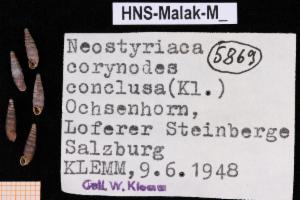 HNS-Malak-M_
Neostyriaca 5869
corynodes
conclusa(Kl.)
Ochsenhorn,
Loferer Steinberge
Salzburg
KLEMM, 9.6.1948
Coll. W. Klemm